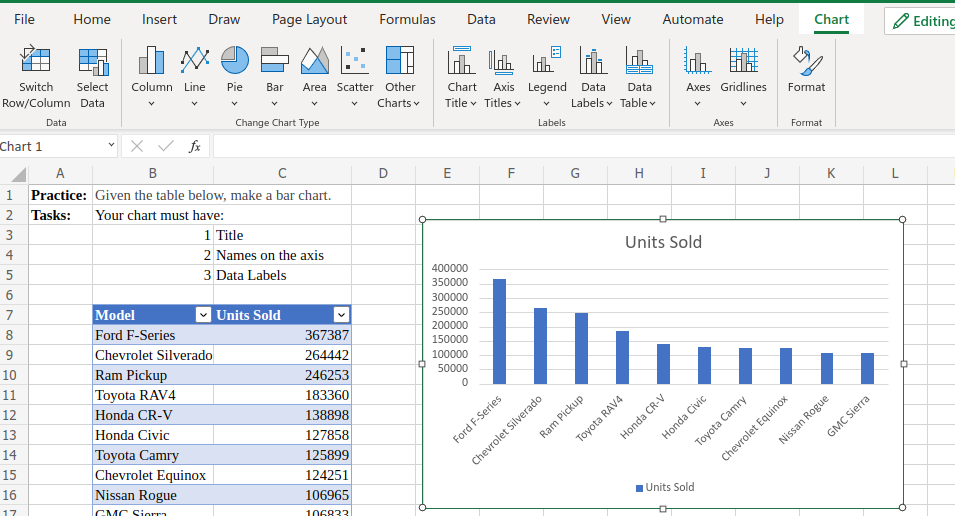 File Home Insert Draw Page Layout Formulas Data Review View Automate Help Chart Editing
Switch Row/Column
Select Data
Column
Line
Pie
Bar
Area
Scatter
Other Charts
Chart Title
Axis Titles
Legend
Data Labels
Data Table
Axes
Gridlines
Format
Data
Change Chart Type
Labels
Axes
Format
Chart 1
fx
A B C D E F G H I J K L
1 Practice: Given the table below, make a bar chart.
2 Tasks: Your chart must have:
3 1 Title
4 2 Names on the axis
5 3 Data Labels
6
7 Model Units Sold
8 Ford F-Series 367387
9 Chevrolet Silverado 264442
10 Ram Pickup 246253
11 Toyota RAV4 183360
12 Honda CR-V 138898
13 Honda Civic 127858
14 Toyota Camry 125899
15 Chevrolet Equinox 124251
16 Nissan Rogue 106965
17 GMC Sierra 106833
Units Sold
400000
350000
300000
250000
200000
150000
100000
50000
0
Ford F-Series
Chevrolet Silverado
Ram Pickup
Toyota RAV4
Honda CR-V
Honda Civic
Toyota Camry
Chevrolet Equinox
Nissan Rogue
GMC Sierra
Units Sold